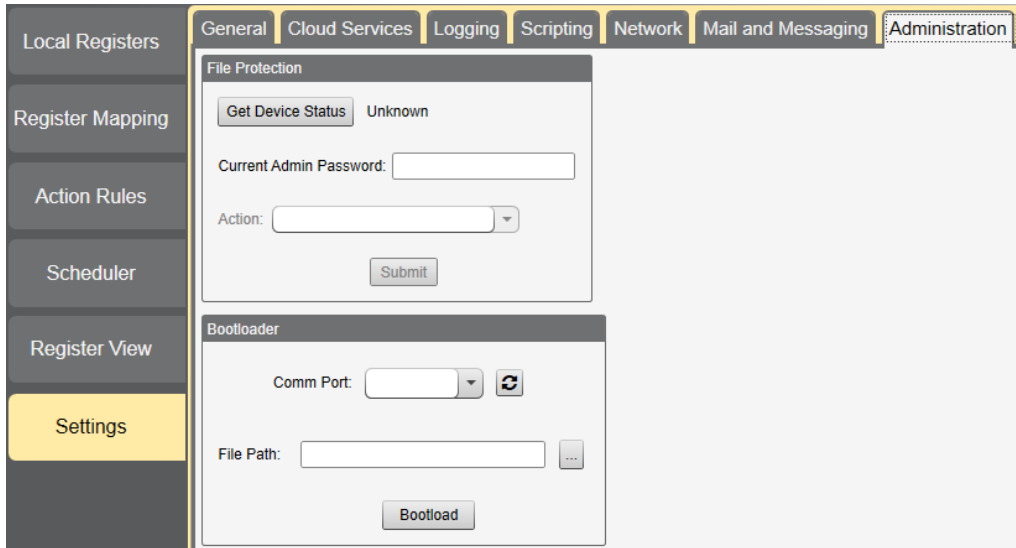 Local Registers
Register Mapping
Action Rules
Scheduler
Register View
Settings
General Cloud Services Logging Scripting Network Mail and Messaging Administration
File Protection
Get Device Status Unknown
Current Admin Password:
Action:
Submit
Bootloader
Comm Port:
File Path: ...
Bootload